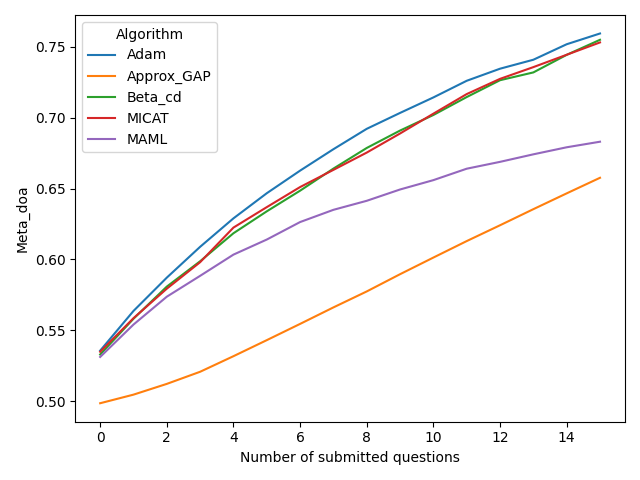 Algorithm
Adam
Approx_GAP
Beta_cd
MICAT
MAML
Meta_doa
0.75
0.70
0.65
0.60
0.55
0.50
0 2 4 6 8 10 12 14
Number of submitted questions